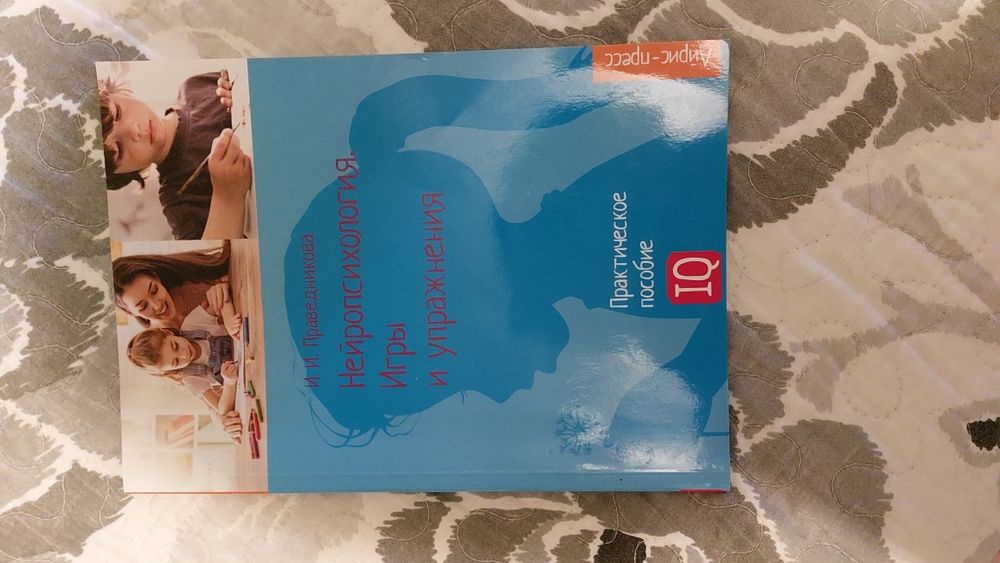 И. И. Праведникова
Нейропсихология.
Игры
и упражнения
Практическое
пособие
IQ
Айрис-пресс